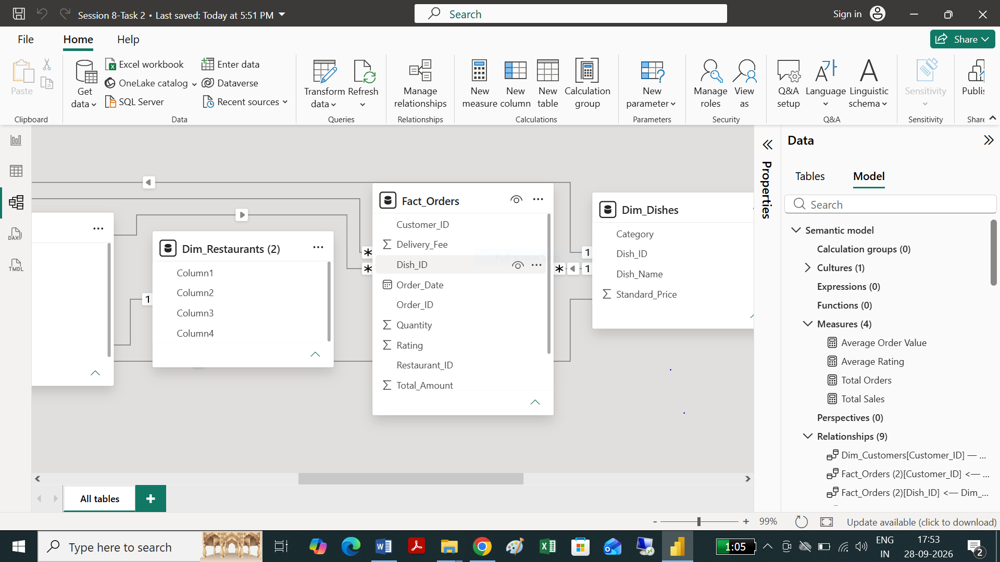 Session 8-Task 2 • Last saved: Today at 5:51 PM
Search
Sign in
File
Home
Help
Share
Paste
Clipboard
Get data
Excel workbook
OneLake catalog
SQL Server
Enter data
Dataverse
Recent sources
Data
Transform data
Refresh
Queries
Manage relationships
Relationships
New measure
New column
New table
Calculation group
Calculations
New parameter
Parameters
Manage roles
View as
Security
Q&A setup
Language
Linguistic schema
Q&A
Sensitivity
Sensitivity
Publis
Share
DAX
TMDL
Dim_Restaurants (2)
Column1
Column2
Column3
Column4
1
Fact_Orders
Customer_ID
Delivery_Fee
Dish_ID
Order_Date
Order_ID
Quantity
Rating
Restaurant_ID
Total_Amount
*
*
*
1
1
Dim_Dishes
Category
Dish_ID
Dish_Name
Standard_Price
Properties
Data
Tables
Model
Search
Semantic model
Calculation groups (0)
Cultures (1)
Expressions (0)
Functions (0)
Measures (4)
Average Order Value
Average Rating
Total Orders
Total Sales
Perspectives (0)
Relationships (9)
Dim_Customers[Customer_ID] — ...
Fact_Orders (2)[Customer_ID] <— ...
Fact_Orders (2)[Dish_ID] <— Dim_...
All tables
+
- + 99%
Update available (click to download)
Type here to search
1:05
ENG
IN
17:53
28-09-2026
2